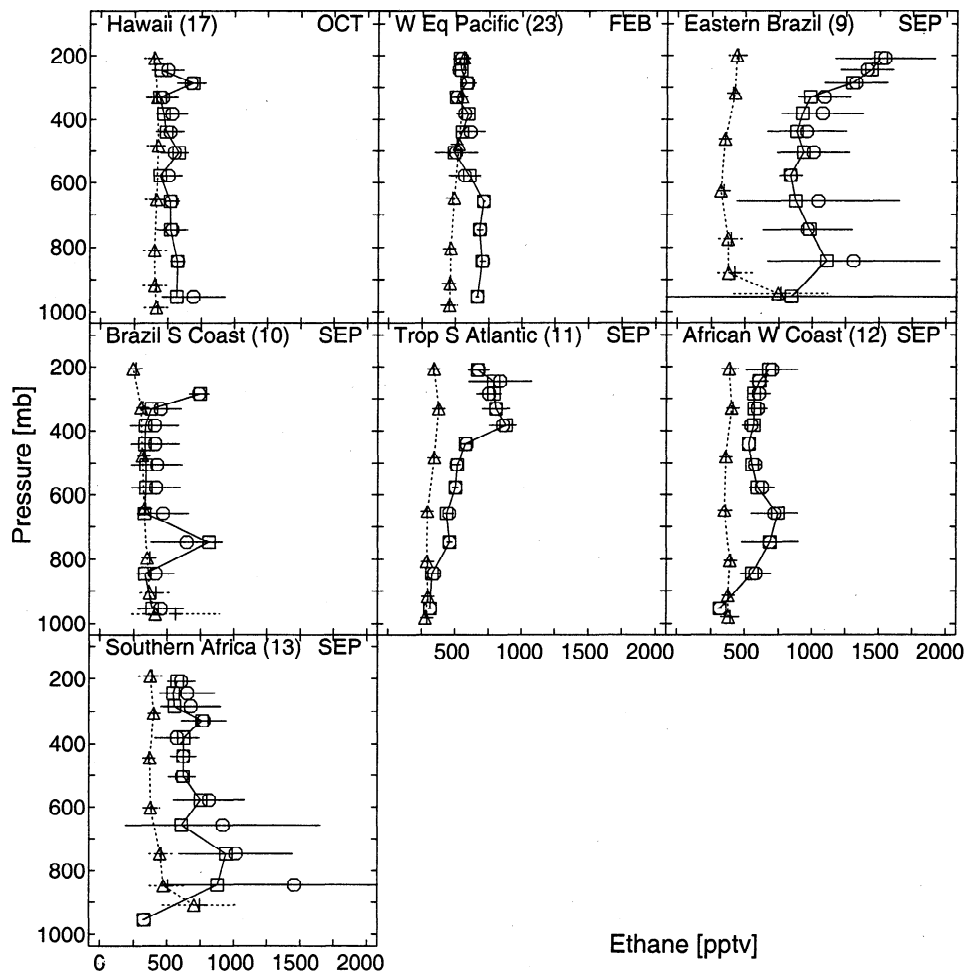 Hawaii (17) OCT W Eq Pacific (23) FEB Eastern Brazil (9) SEP
200
400
600
800
1000
Brazil S Coast (10) SEP Trop S Atlantic (11) SEP African W Coast (12) SEP
200
400
600
800
1000
Pressure [mb]
500 1000 1500 2000 500 1000 1500 2000
Southern Africa (13) SEP
200
400
600
800
1000
0 500 1000 1500 2000
Ethane [pptv]